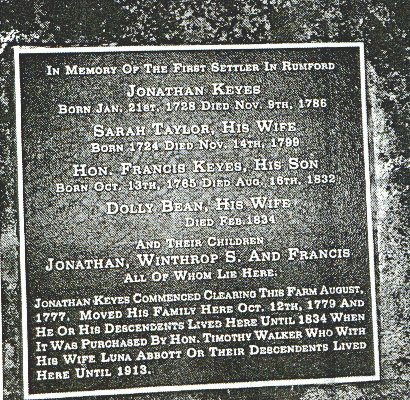 In Memory Of The First Settler In Rumford
Jonathan Keyes
Born Jan. 21st, 1728 Died Nov. 9th, 1786
Sarah Taylor, His Wife
Born 1724 Died Nov. 14th, 1799
Hon. Francis Keyes, His Son
Born Oct. 13th, 1765 Died Aug. 16th, 1832
Dolly Bean, His Wife
Died Feb. 1834
And Their Children
Jonathan, Winthrop S. And Francis
All Of Whom Lie Here.
Jonathan Keyes Commenced Clearing This Farm August,
1777. Moved His Family Here Oct. 12th, 1779 And
He Or His Descendents Lived Here Until 1834 When
It Was Purchased By Hon. Timothy Walker Who With
His Wife Luna Abbott Or Their Descendents Lived
Here Until 1913.